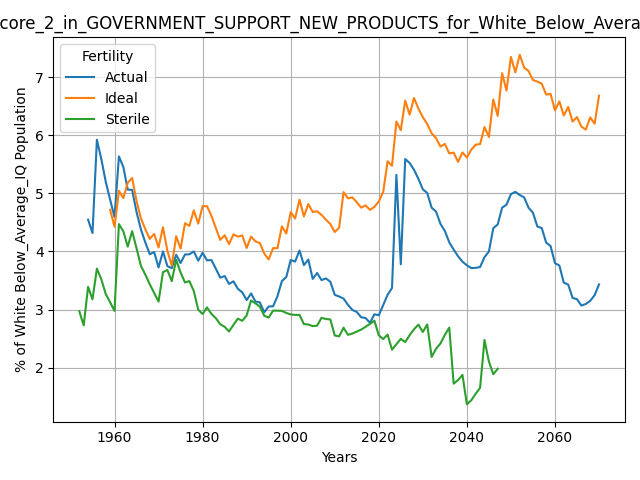 core_2_in_GOVERNMENT_SUPPORT_NEW_PRODUCTS_for_White_Below_Avera
Fertility
Actual
Ideal
Sterile
% of White Below_Average_IQ Population
7
6
5
4
3
2
1960 1980 2000 2020 2040 2060
Years